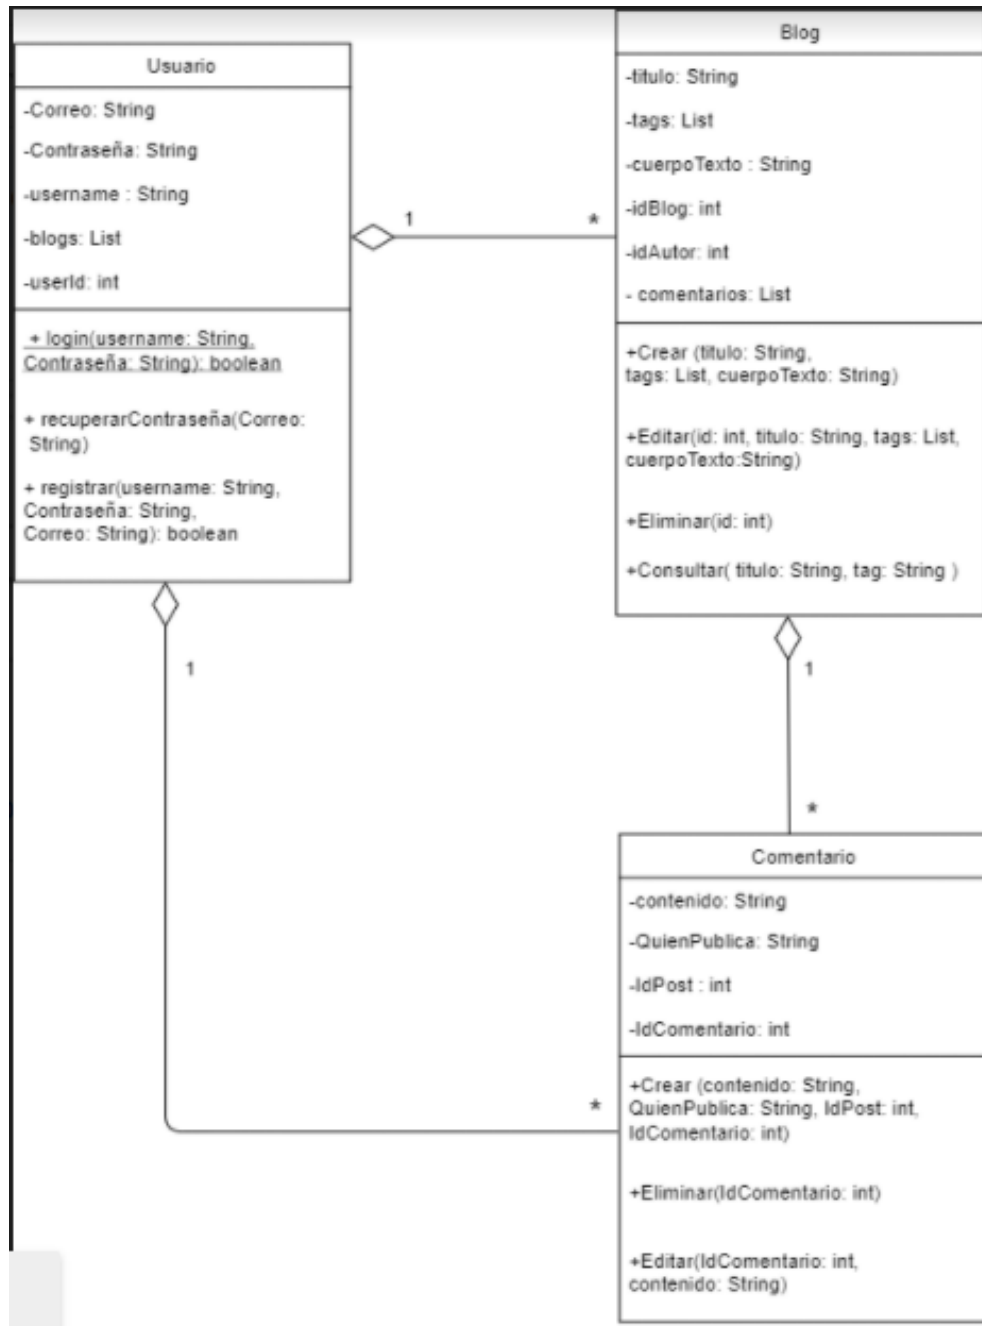 Usuario
-Correo: String
-Contraseña: String
-username : String
-blogs: List
-userId: int
+ login(username: String,
Contraseña: String): boolean
+ recuperarContraseña(Correo:
String)
+ registrar(username: String,
Contraseña: String,
Correo: String): boolean
1
*
Blog
-titulo: String
-tags: List
-cuerpoTexto : String
-idBlog: int
-idAutor: int
- comentarios: List
+Crear (titulo: String,
tags: List, cuerpoTexto: String)
+Editar(id: int, titulo: String, tags: List,
cuerpoTexto:String)
+Eliminar(id: int)
+Consultar( titulo: String, tag: String )
1
1
*
Comentario
-contenido: String
-QuienPublica: String
-IdPost : int
-IdComentario: int
+Crear (contenido: String,
QuienPublica: String, IdPost: int,
IdComentario: int)
+Eliminar(IdComentario: int)
+Editar(IdComentario: int,
contenido: String)
*